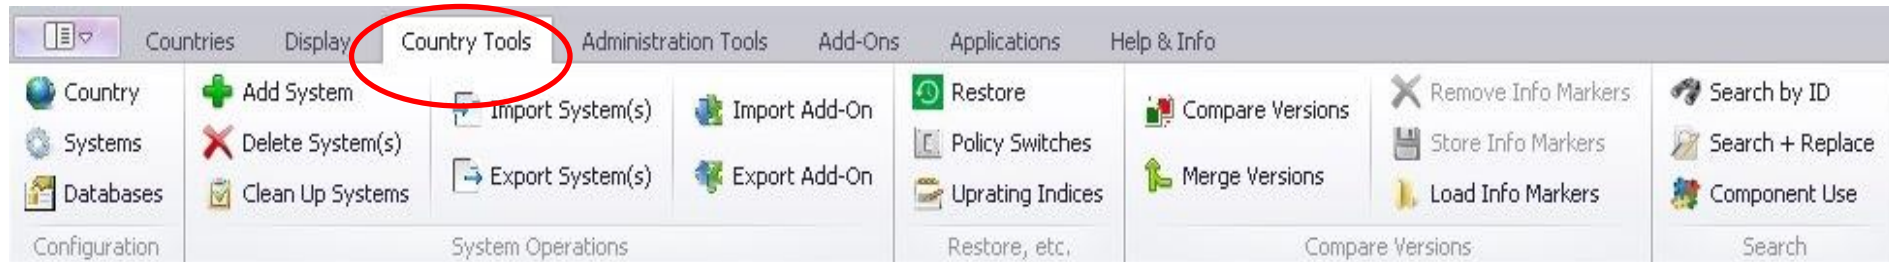 Countries Display Country Tools Administration Tools Add-Ons Applications Help & Info
Country Add System Import System(s) Import Add-On Restore Compare Versions Remove Info Markers Search by ID
Systems Delete System(s) Policy Switches Store Info Markers Search + Replace
Databases Clean Up Systems Export System(s) Export Add-On Uprating Indices Merge Versions Load Info Markers Component Use
Configuration System Operations Restore, etc. Compare Versions Search